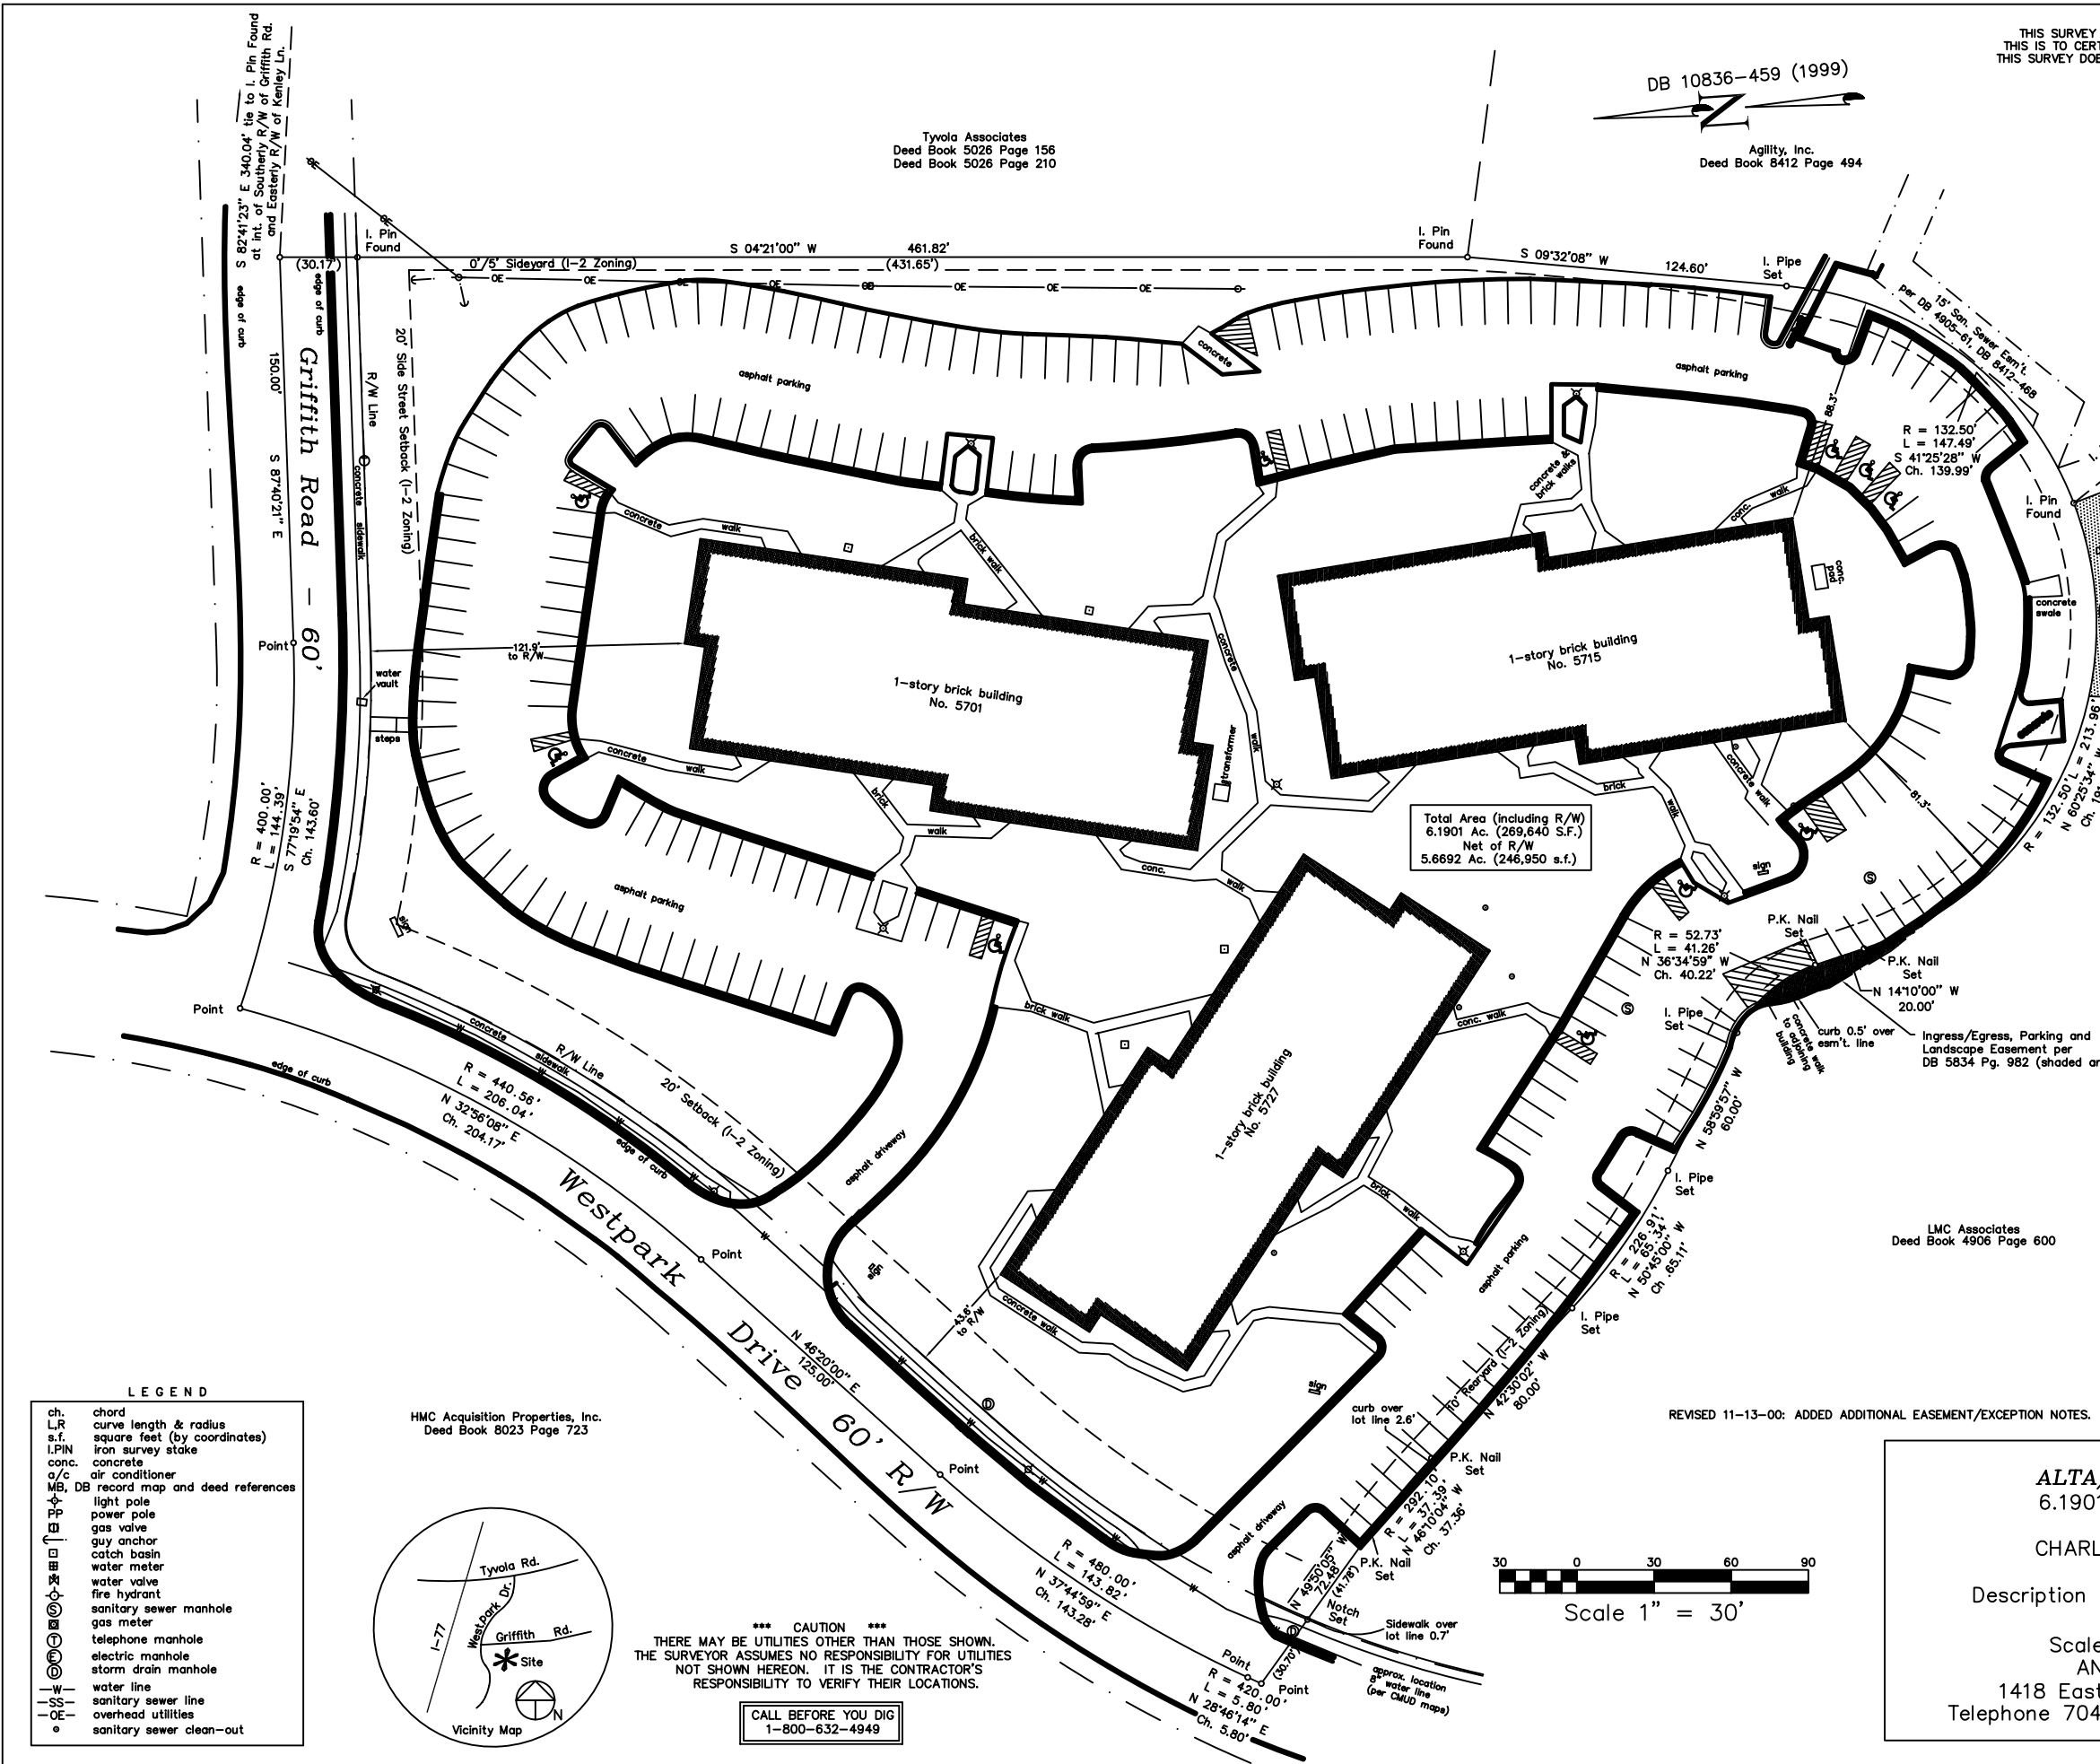 THIS SURVEY
THIS IS TO CERT
THIS SURVEY DOE
DB 10836-459 (1999)
N
Agility, Inc.
Deed Book 8412 Page 494
Tyvola Associates
Deed Book 5026 Page 156
Deed Book 5026 Page 210
S 82°41'23" E 340.04' tie to I. Pin Found
at int. of Southerly R/W of Griffith Rd.
and Easterly R/W of Kenley Ln.
OE
OE
I. Pin
Found
S 04°21'00" W
461.82'
I. Pin
Found
S 09°32'08" W
124.60'
I. Pipe
Set
(30.17')
0'/5' Sideyard (I-2 Zoning)
(431.65')
OE
OE
OE
OE
OE
OE
OE
OE
15' San. Sewer Esm't.
per DB 4905-61, DB 8412-468
edge of curb
edge of curb
150.00'
S 87°40'21" E
Griffith Road - 60'
R/W Line
concrete sidewalk
20' Side Street Setback (I-2 Zoning)
asphalt parking
concrete
asphalt parking
88.3'
R = 132.50'
L = 147.49'
S 41°25'28" W
Ch. 139.99'
I. Pin
Found
concrete &
brick walks
conc.
walk
concrete
walk
brick walk
conc.
pad
concrete
swale
Point
121.9'
to R/W
water
vault
steps
1-story brick building
No. 5701
1-story brick building
No. 5715
concrete
walk
transformer
concrete
walk
brick
walk
brick
walk
concrete walk
81.3'
R = 400.00'
L = 144.39'
S 77°19'54" E
Ch. 143.60'
R = 132.50'
L = 213.96'
N 60°25'34" W
Total Area (including R/W)
6.1901 Ac. (269,640 S.F.)
Net of R/W
5.6692 Ac. (246,950 s.f.)
conc.
walk
sign
S
asphalt parking
sign
P.K. Nail
Set
R = 52.73'
L = 41.26'
N 36°34'59" W
Ch. 40.22'
P.K. Nail
Set
N 14°10'00" W
20.00'
I. Pipe
Set
S
concrete walk
to adjoining
building
curb 0.5' over
esm't. line
Ingress/Egress, Parking and
Landscape Easement per
DB 5834 Pg. 982 (shaded ar
Point
brick walk
conc. walk
edge of curb
concrete
sidewalk
W
W
W
W
R/W Line
20' Setback (I-2 Zoning)
R = 440.56'
L = 206.04'
N 32°56'08" E
Ch. 204.17'
edge of curb
asphalt driveway
1-story brick building
No. 5727
N 58°59'57" W
60.00'
I. Pipe
Set
brick
walk
LMC Associates
Deed Book 4906 Page 600
Westpark Drive 60' R/W
Point
W
sign
asphalt parking
R = 226.91'
L = 65.34'
N 50°45'00" W
Ch .65.11'
43.6'
to R/W
concrete walk
I. Pipe
Set
N 46°20'00" E
125.00'
W
D
W
W
W
W
sign
10' Rearyard (I-2 Zoning)
N 42°30'02" W
80.00'
curb over
lot line 2.6'
REVISED 11-13-00: ADDED ADDITIONAL EASEMENT/EXCEPTION NOTES.
P.K. Nail
Set
Point
R = 292.10'
L = 37.39'
N 46°10'04" W
Ch. 37.36'
asphalt driveway
P.K. Nail
Set
N 49°50'05" W
72.48'
(41.78')
Notch
Set
R = 480.00'
L = 143.82'
N 37°44'59" E
Ch. 143.28'
D
Sidewalk over
lot line 0.7'
(30.70')
Point
Point
R = 420.00'
L = 5.80'
N 28°46'14" E
Ch. 5.80'
approx. location
8" water line
(per CMUD maps)
30 0 30 60 90
Scale 1" = 30'
HMC Acquisition Properties, Inc.
Deed Book 8023 Page 723
LEGEND
ch. chord
L,R curve length & radius
s.f. square feet (by coordinates)
I.PIN iron survey stake
conc. concrete
a/c air conditioner
MB, DB record map and deed references
light pole
PP power pole
gas valve
guy anchor
catch basin
water meter
water valve
fire hydrant
S sanitary sewer manhole
gas meter
T telephone manhole
E electric manhole
D storm drain manhole
—W— water line
—SS— sanitary sewer line
—OE— overhead utilities
sanitary sewer clean-out
Tyvola Rd.
I-77
WestPark Dr.
Griffith Rd.
Site
N
Vicinity Map
*** CAUTION ***
THERE MAY BE UTILITIES OTHER THAN THOSE SHOWN.
THE SURVEYOR ASSUMES NO RESPONSIBILITY FOR UTILITIES
NOT SHOWN HEREON. IT IS THE CONTRACTOR'S
RESPONSIBILITY TO VERIFY THEIR LOCATIONS.
CALL BEFORE YOU DIG
1-800-632-4949
ALTA/
6.1901
CHARL
Description
Scale
AN
1418 East
Telephone 704